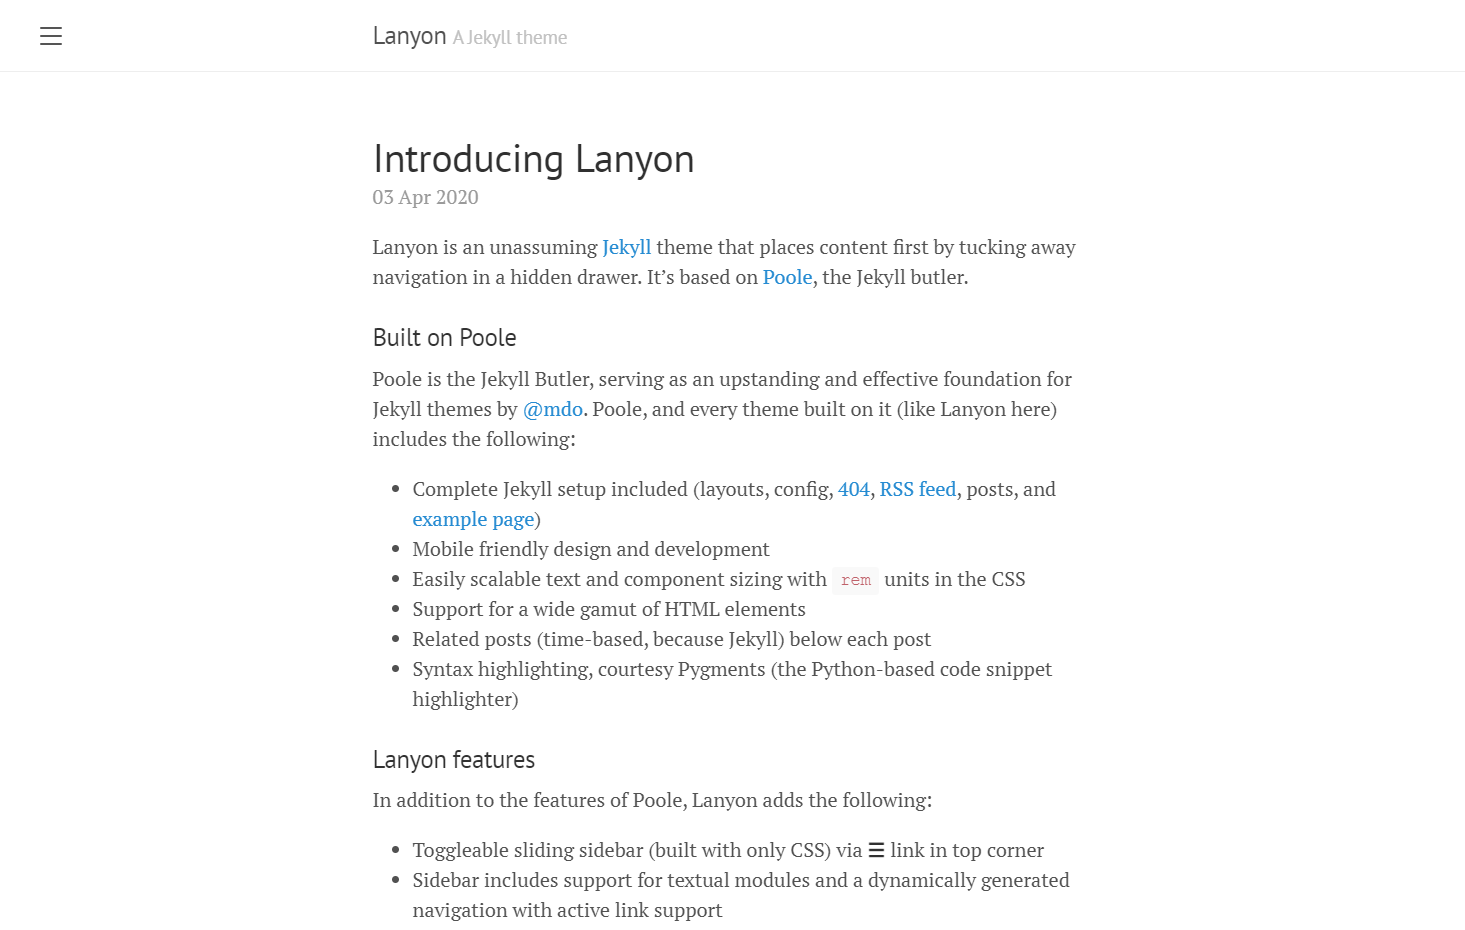 Lanyon A Jekyll theme
Introducing Lanyon
03 Apr 2020
Lanyon is an unassuming Jekyll theme that places content first by tucking away
navigation in a hidden drawer. It’s based on Poole, the Jekyll butler.
Built on Poole
Poole is the Jekyll Butler, serving as an upstanding and effective foundation for
Jekyll themes by @mdo. Poole, and every theme built on it (like Lanyon here)
includes the following:
• Complete Jekyll setup included (layouts, config, 404, RSS feed, posts, and
example page)
• Mobile friendly design and development
• Easily scalable text and component sizing with rem units in the CSS
• Support for a wide gamut of HTML elements
• Related posts (time-based, because Jekyll) below each post
• Syntax highlighting, courtesy Pygments (the Python-based code snippet
highlighter)
Lanyon features
In addition to the features of Poole, Lanyon adds the following:
• Toggleable sliding sidebar (built with only CSS) via ☰ link in top corner
• Sidebar includes support for textual modules and a dynamically generated
navigation with active link support